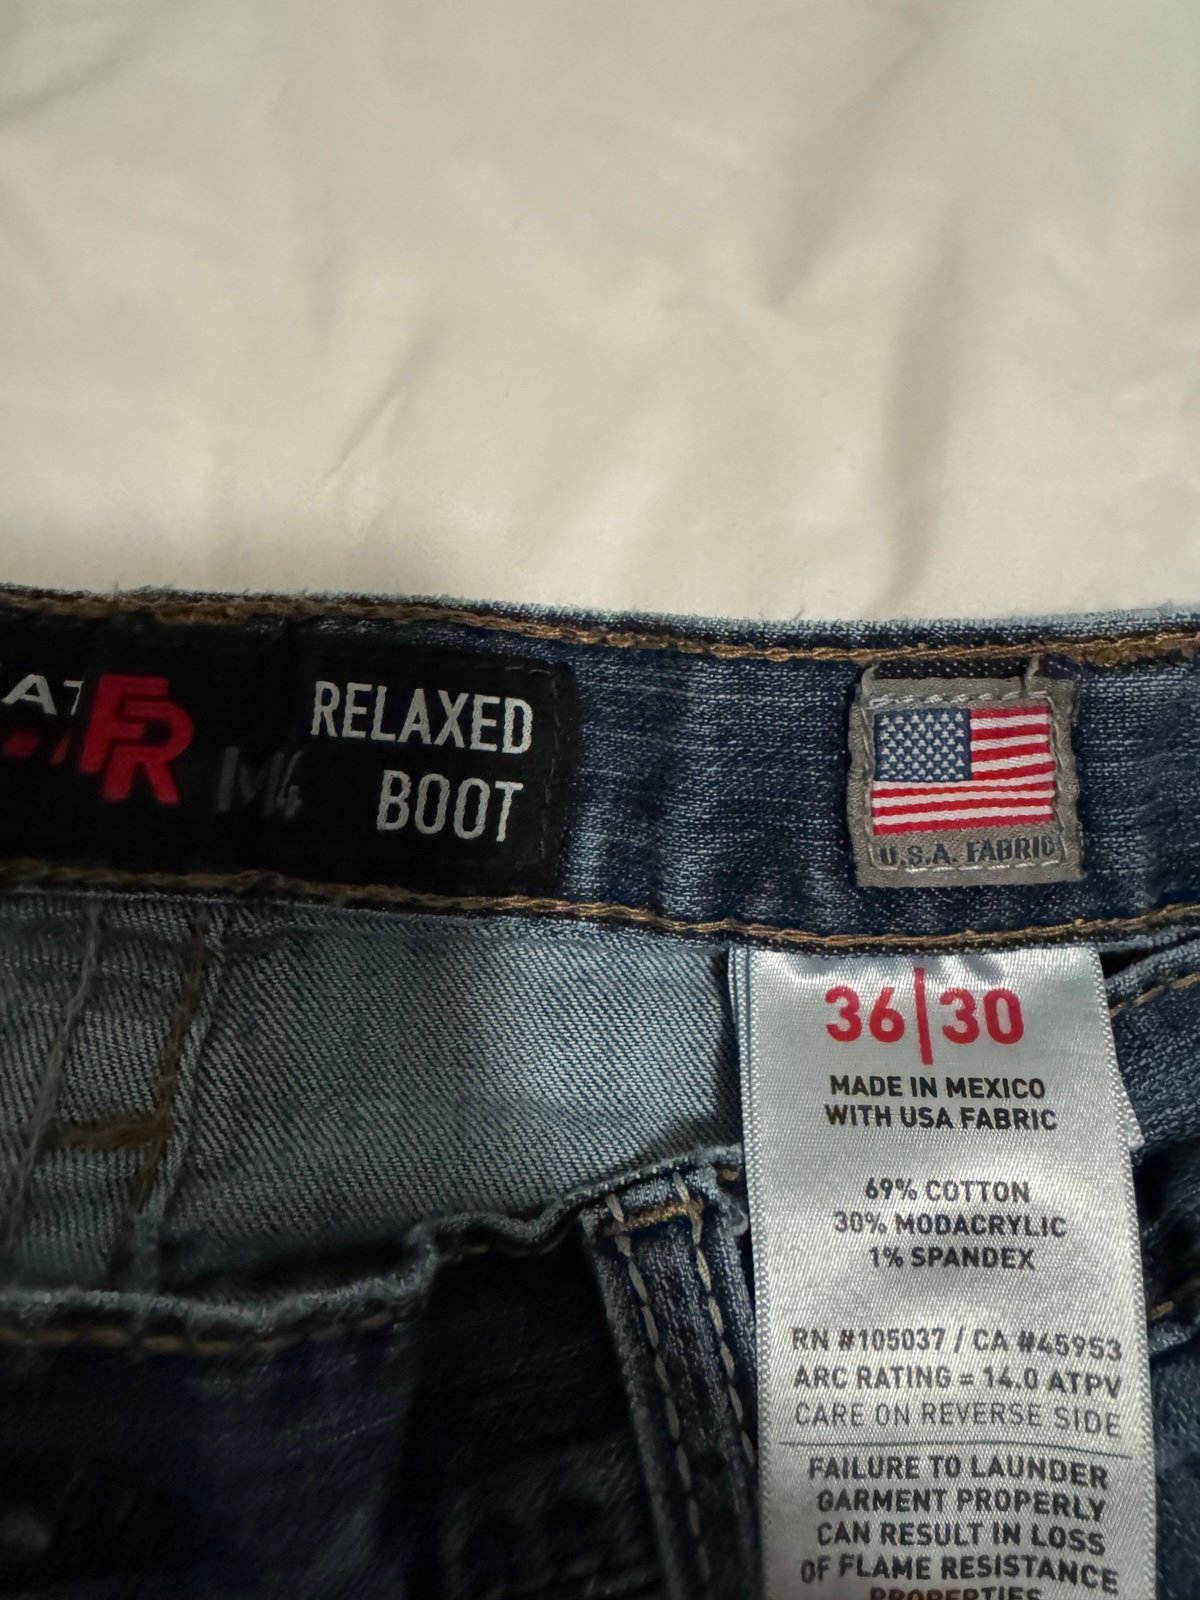 AT
FR
M4
RELAXED
BOOT
U.S.A. FABRIC
36|30
MADE IN MEXICO
WITH USA FABRIC
69% COTTON
30% MODACRYLIC
1% SPANDEX
RN #105037 / CA #45953
ARC RATING = 14.0 ATPV
CARE ON REVERSE SIDE
FAILURE TO LAUNDER
GARMENT PROPERLY
CAN RESULT IN LOSS
OF FLAME RESISTANCE
PROPERTIES